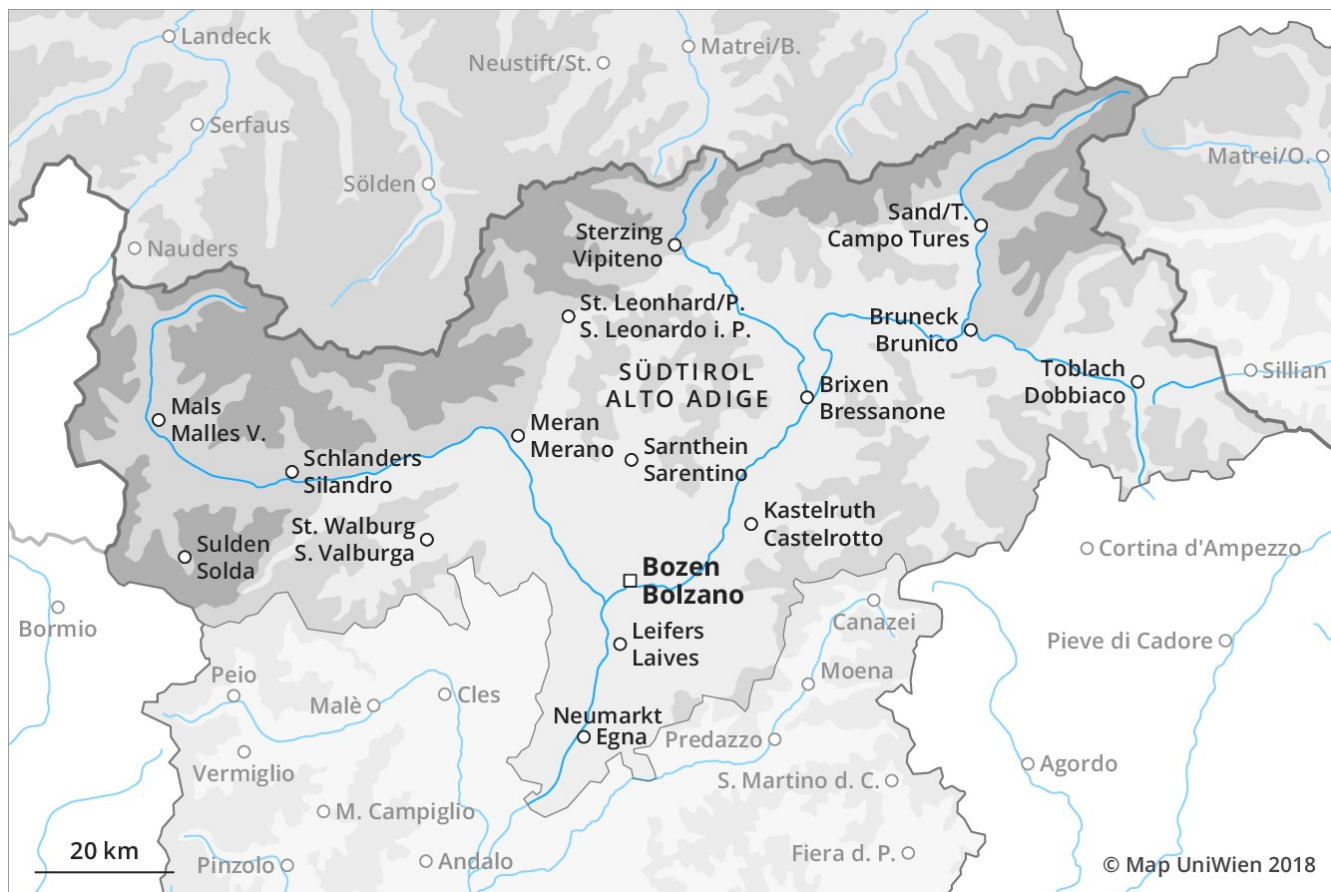 Landeck
Matrei/B.
Neustift/St.
Serfaus
Matrei/O.
Sölden
Nauders
Sand/T.
Campo Tures
Sterzing
Vipiteno
St. Leonhard/P.
S. Leonardo i. P.
Bruneck
Brunico
SÜDTIROL
ALTO ADIGE
Toblach
Dobbiaco
Sillian
Brixen
Bressanone
Mals
Malles V.
Meran
Merano
Sarnthein
Sarentino
Schlanders
Silandro
St. Walburg
S. Valburga
Kastelruth
Castelrotto
Sulden
Solda
Cortina d'Ampezzo
Bozen
Bolzano
Bormio
Canazei
Leifers
Laives
Pieve di Cadore
Peio
Moena
Malè
Cles
Neumarkt
Egna
Predazzo
Vermiglio
Agordo
S. Martino d. C.
M. Campiglio
20 km
Pinzolo
Andalo
Fiera d. P.
© Map UniWien 2018